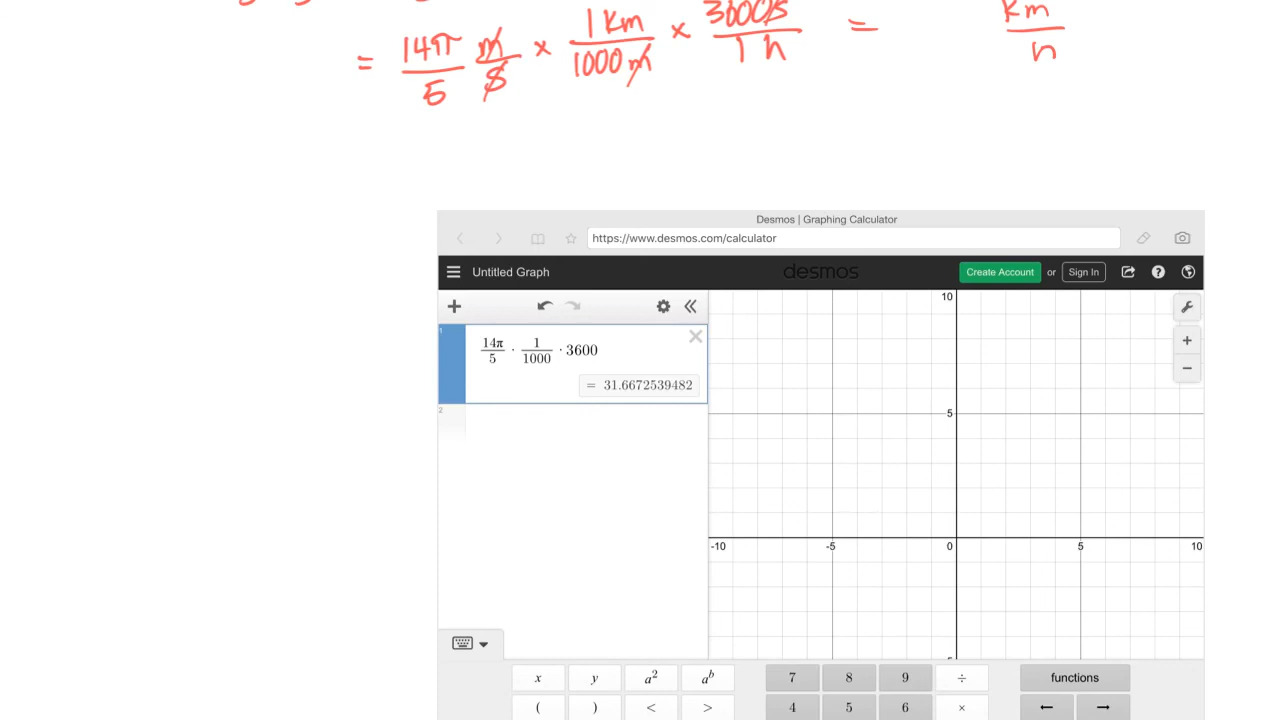 = 14π/5 m/s × 1 km/1000 m × 3600 s/1 h = km/h
Desmos | Graphing Calculator
https://www.desmos.com/calculator
Untitled Graph
desmos
Create Account or Sign In
1
14π/5 · 1/1000 · 3600
= 31.6672539482
2
10
5
-10 -5 0 5 10
x y a² aᵇ 7 8 9 ÷ functions
( ) < > 4 5 6 × ← →